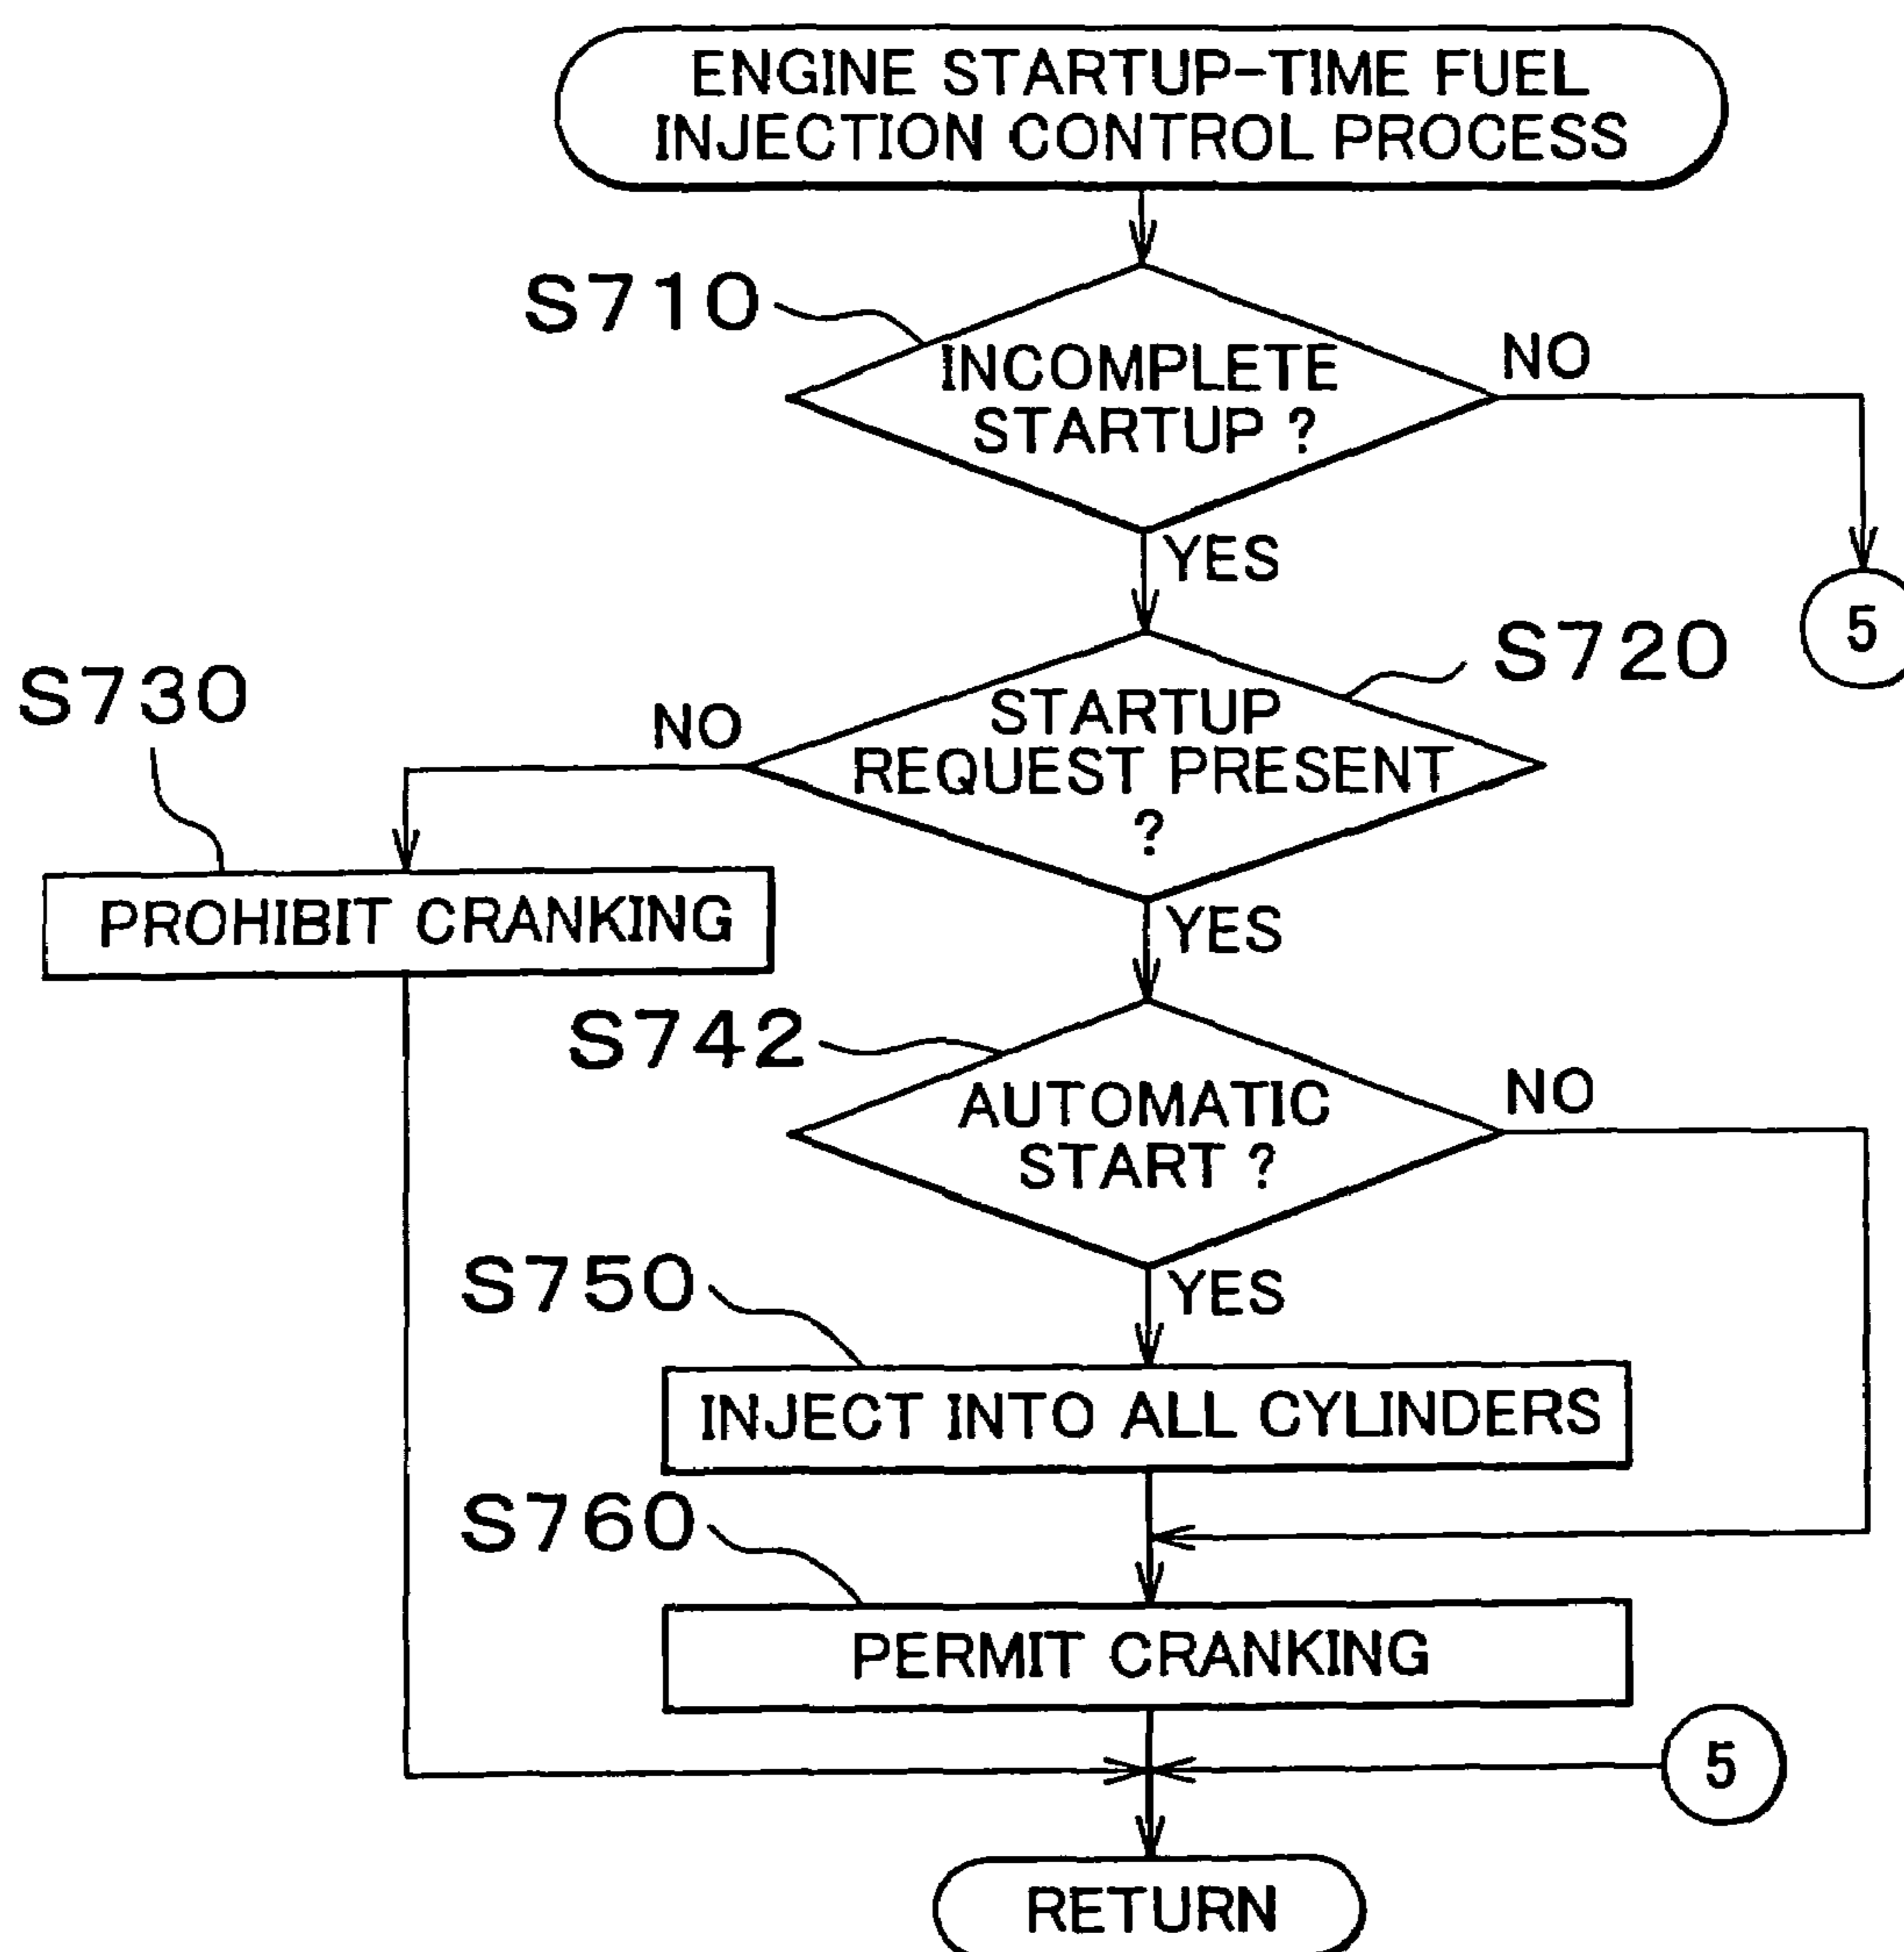 ENGINE STARTUP-TIME FUEL
INJECTION CONTROL PROCESS
S710
INCOMPLETE
STARTUP ?
NO
YES
5
S720
STARTUP
REQUEST PRESENT
?
NO
S730
PROHIBIT CRANKING
YES
S742
AUTOMATIC
START ?
NO
YES
S750
INJECT INTO ALL CYLINDERS
S760
PERMIT CRANKING
5
RETURN